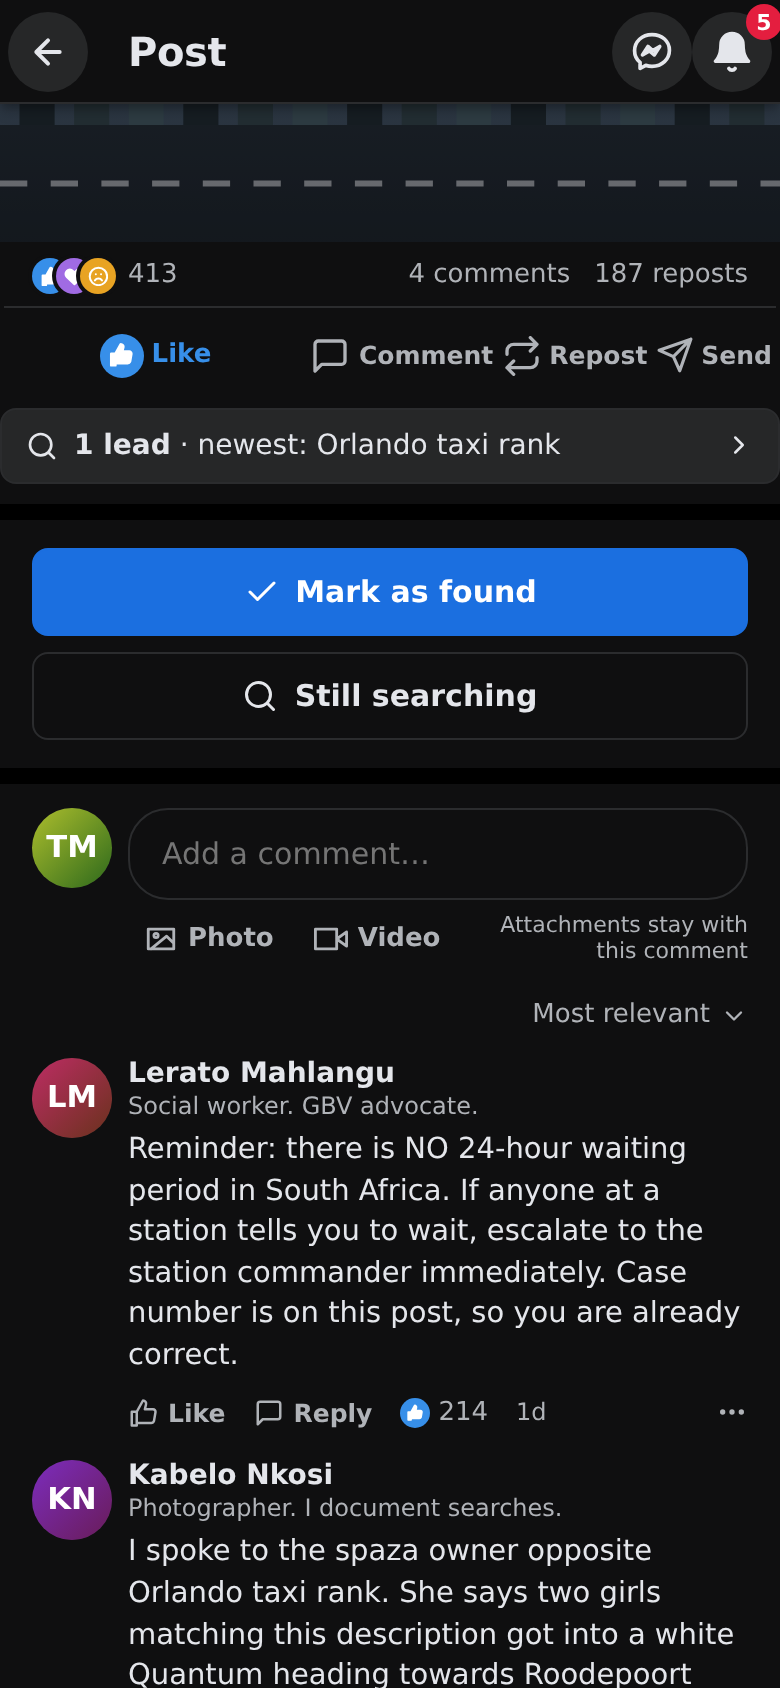 Post
5
413
4 comments 187 reposts
Like
Comment
Repost
Send
1 lead · newest: Orlando taxi rank
Mark as found
Still searching
TM
Add a comment…
Photo
Video
Attachments stay with
this comment
Most relevant
LM
Lerato Mahlangu
Social worker. GBV advocate.
Reminder: there is NO 24-hour waiting
period in South Africa. If anyone at a
station tells you to wait, escalate to the
station commander immediately. Case
number is on this post, so you are already
correct.
Like
Reply
214
1d
KN
Kabelo Nkosi
Photographer. I document searches.
I spoke to the spaza owner opposite
Orlando taxi rank. She says two girls
matching this description got into a white
Quantum heading towards Roodepoort